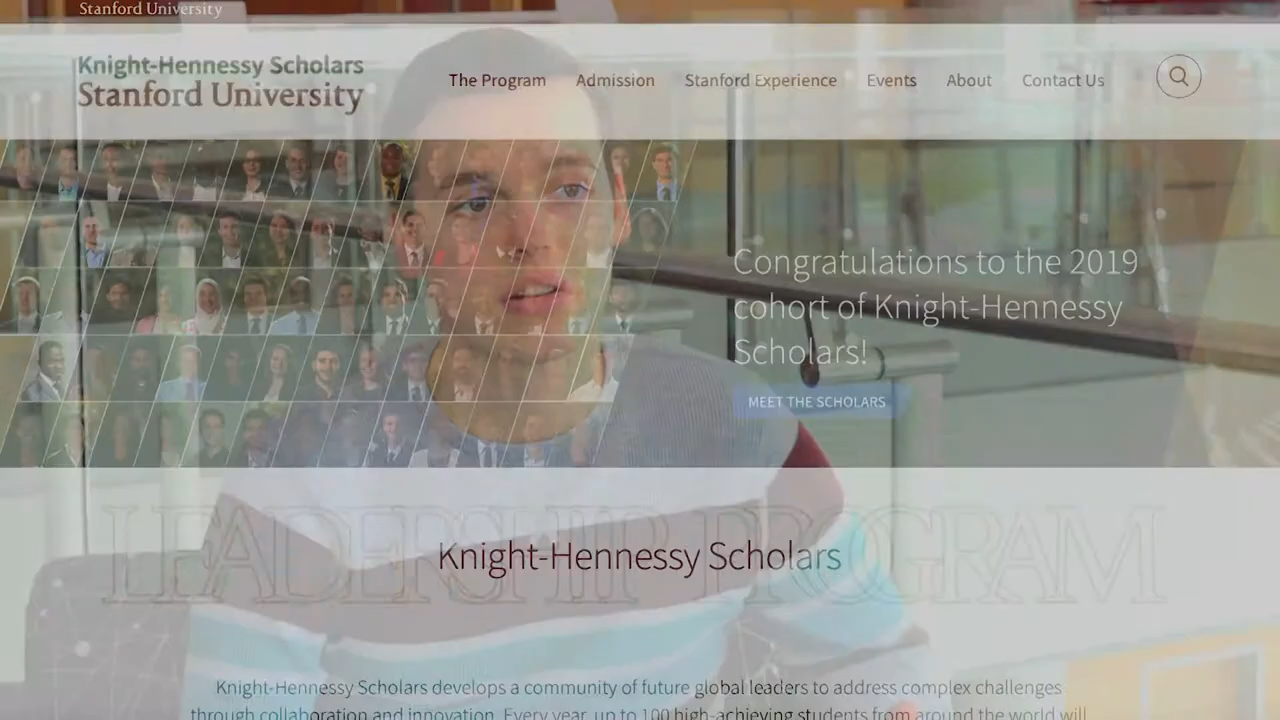 Stanford University
Knight-Hennessy Scholars
Stanford University
The Program Admission Stanford Experience Events About Contact Us
Congratulations to the 2019
cohort of Knight-Hennessy
Scholars!
MEET THE SCHOLARS
LEADERSHIP PROGRAM
Knight-Hennessy Scholars
Knight-Hennessy Scholars develops a community of future global leaders to address complex challenges
through collaboration and innovation. Every year, up to 100 high-achieving students from around the world will